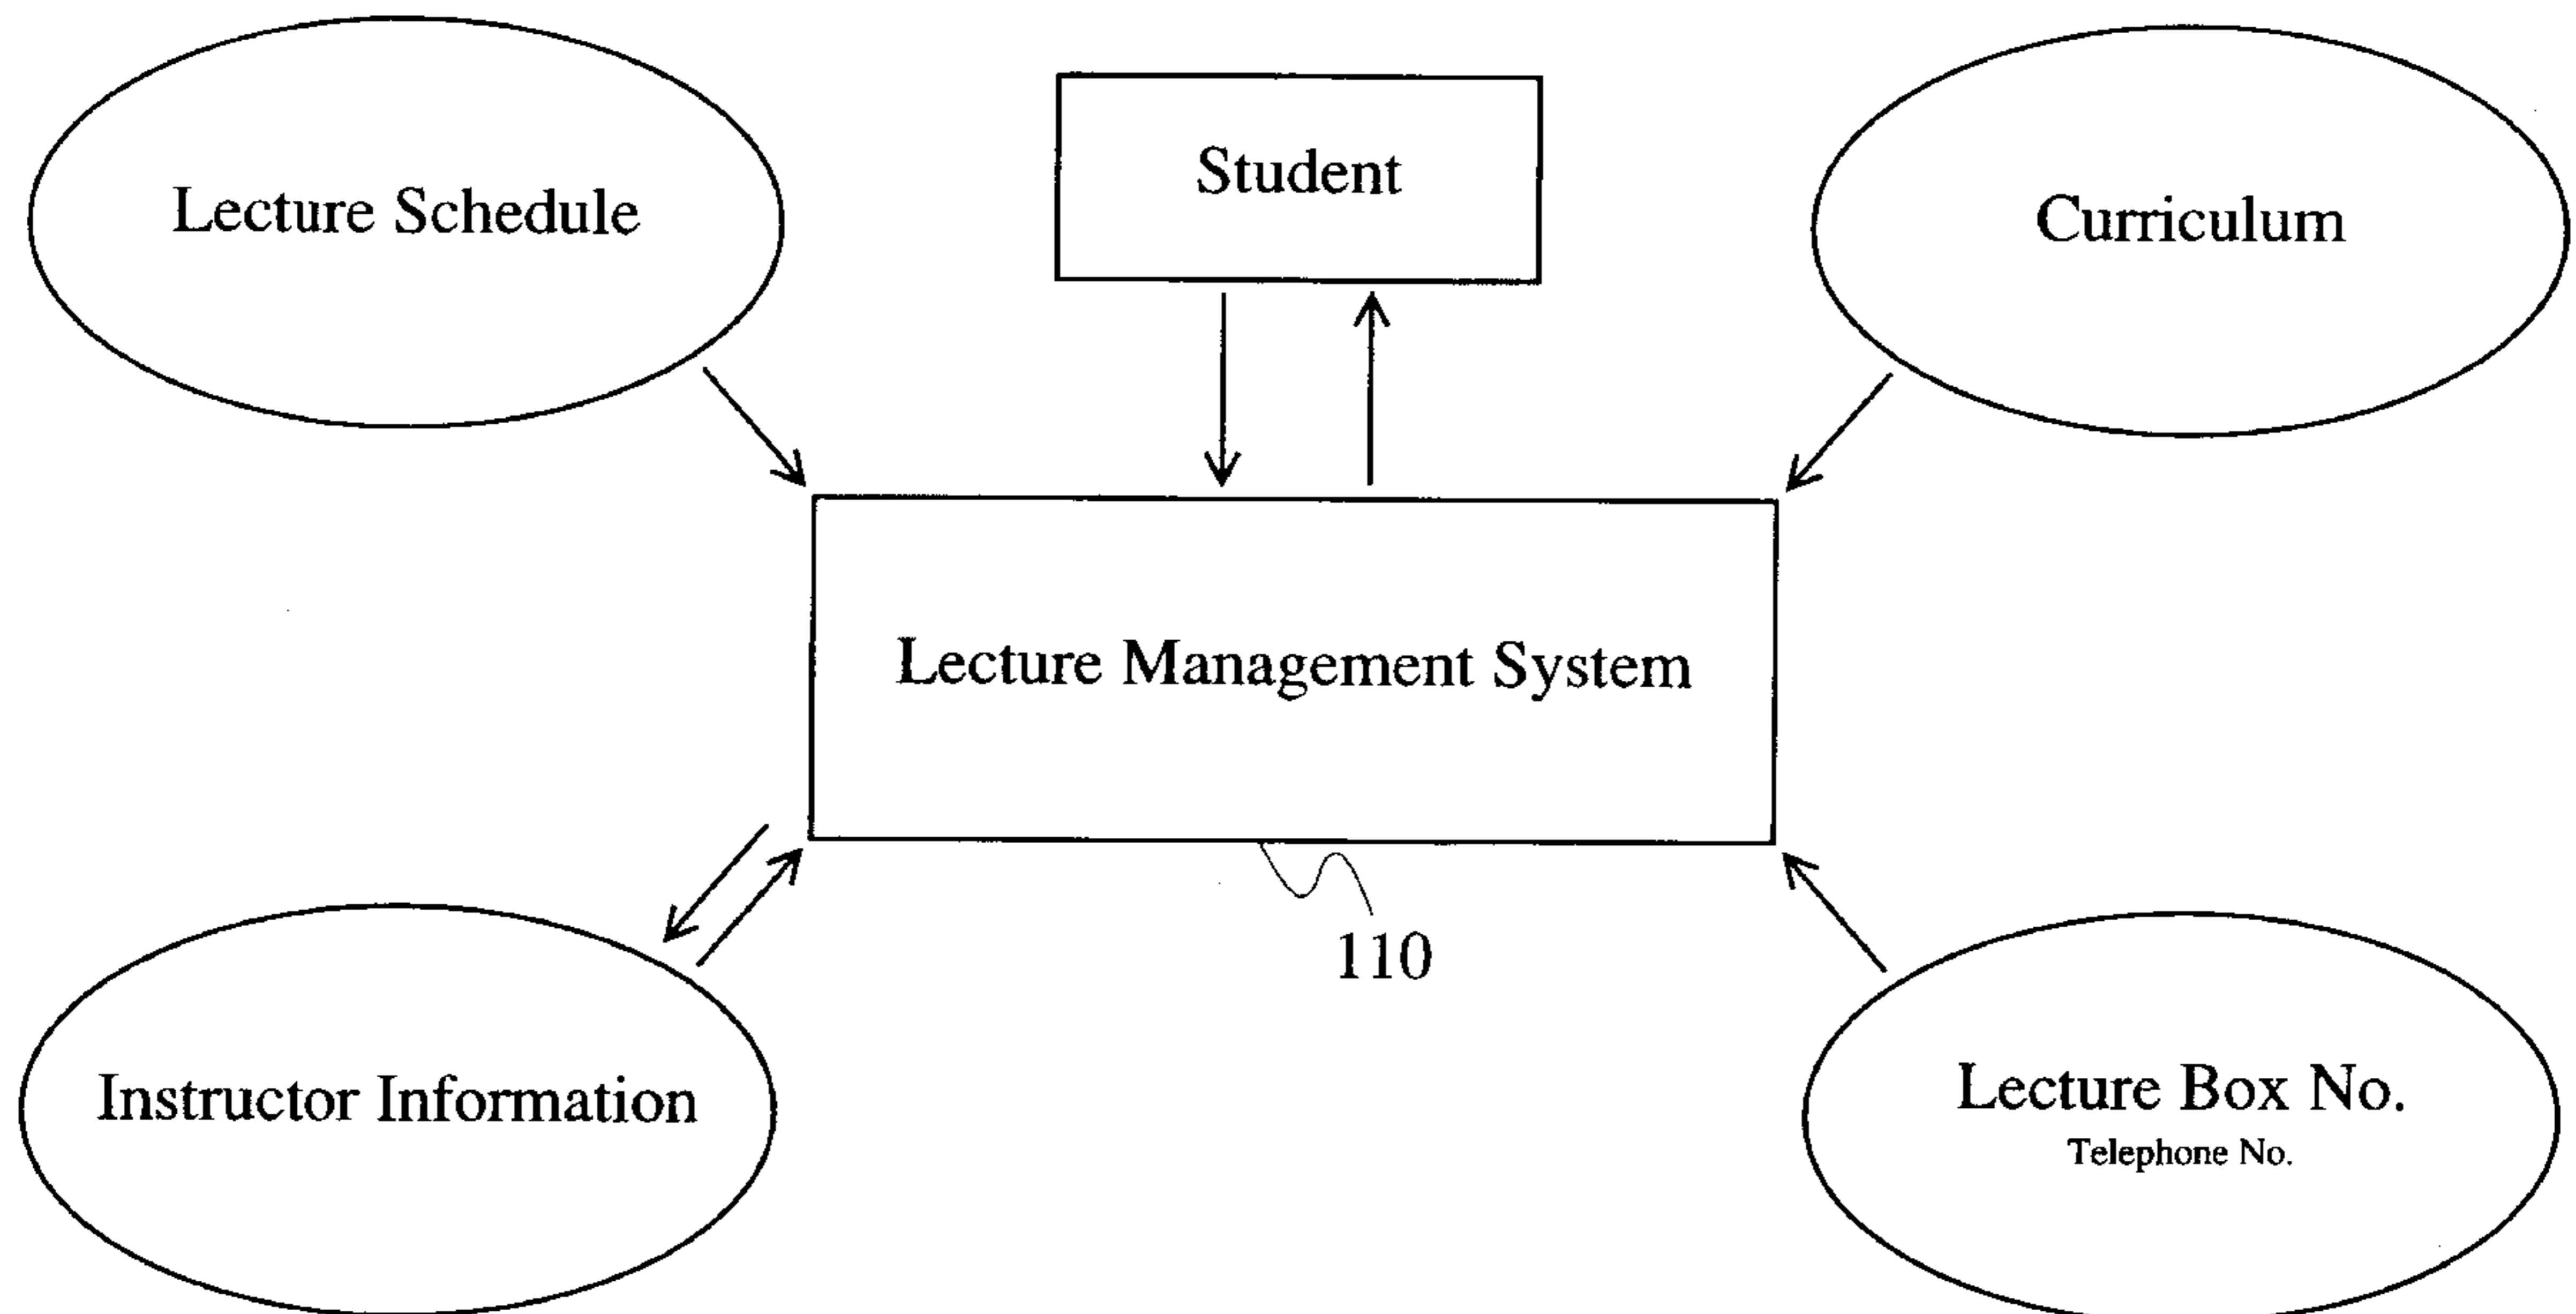 Lecture Schedule
Student
Curriculum
Lecture Management System
110
Instructor Information
Lecture Box No.
Telephone No.